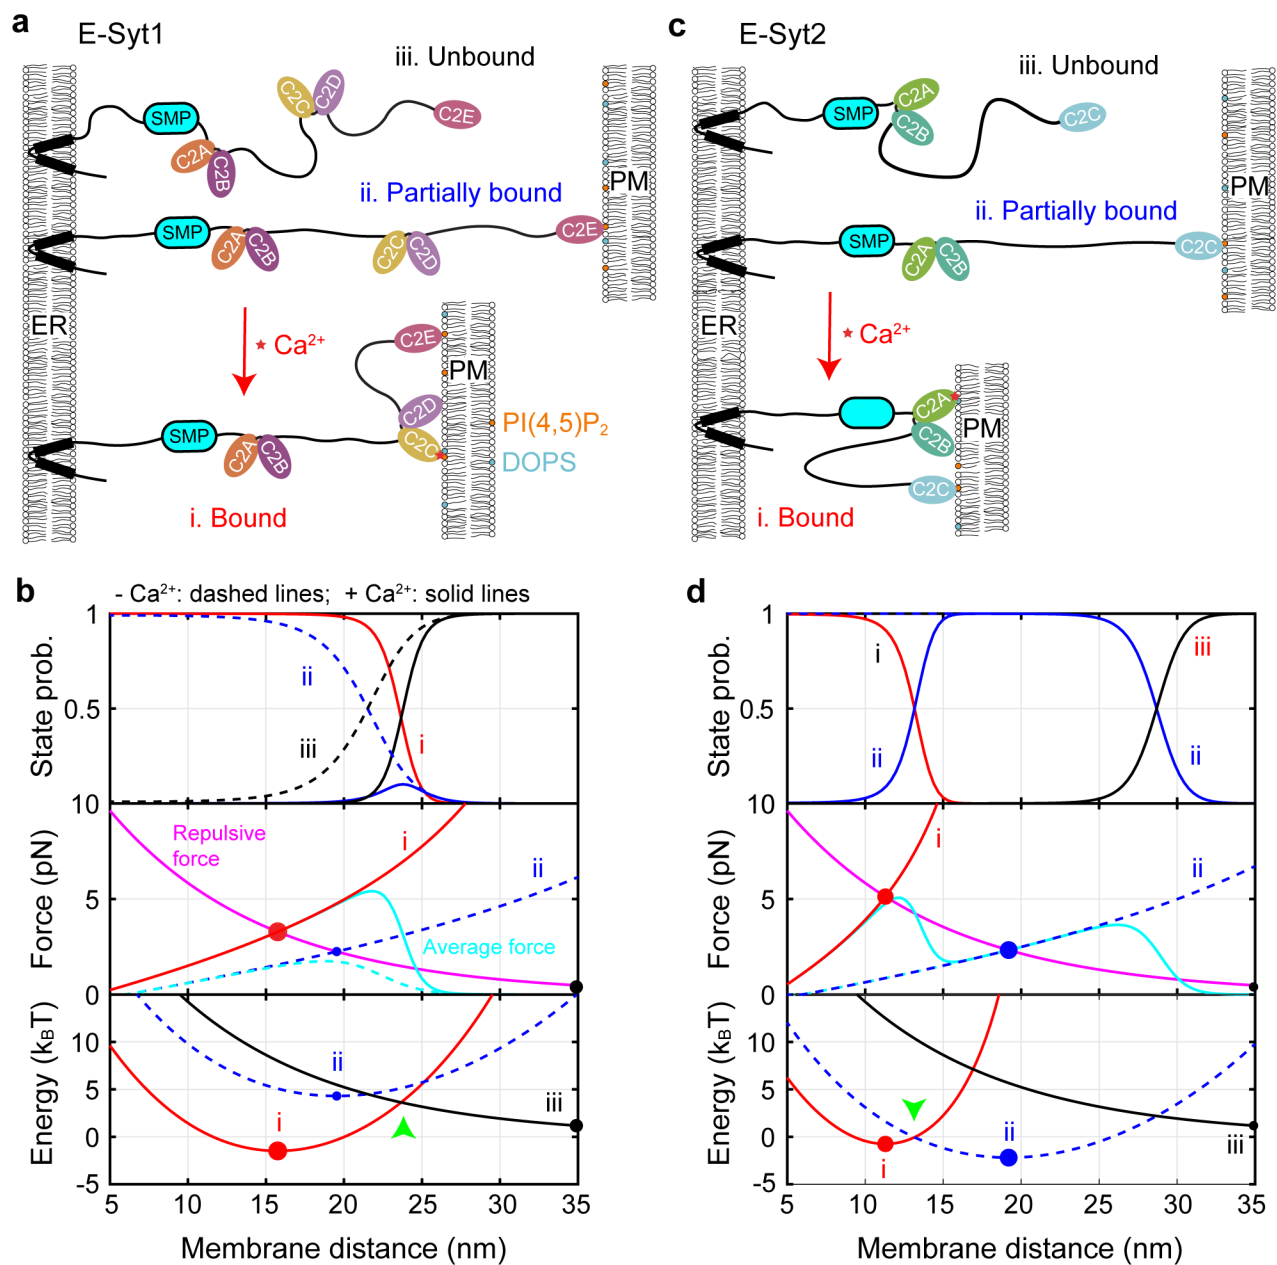 a
E-Syt1
iii. Unbound
SMP
C2A
C2B
C2C
C2D
C2E
PM
ii. Partially bound
SMP
C2A
C2B
C2C
C2D
C2E
ER
Ca²⁺
C2E
PM
C2D
C2C
SMP
C2A
C2B
PI(4,5)P₂
DOPS
i. Bound
c
E-Syt2
iii. Unbound
SMP
C2A
C2B
C2C
PM
ii. Partially bound
SMP
C2A
C2B
C2C
ER
Ca²⁺
C2A
C2B
PM
C2C
i. Bound
b
- Ca²⁺: dashed lines; + Ca²⁺: solid lines
State prob.
1
0.5
0
ii
iii
i
Force (pN)
10
5
0
Repulsive
force
i
ii
Average force
Energy (kBT)
10
5
0
-5
ii
i
iii
5 10 15 20 25 30 35
Membrane distance (nm)
d
State prob.
1
0.5
0
i
ii
iii
ii
Force (pN)
10
5
0
i
ii
Energy (kBT)
10
5
0
-5
i
ii
iii
5 10 15 20 25 30 35
Membrane distance (nm)